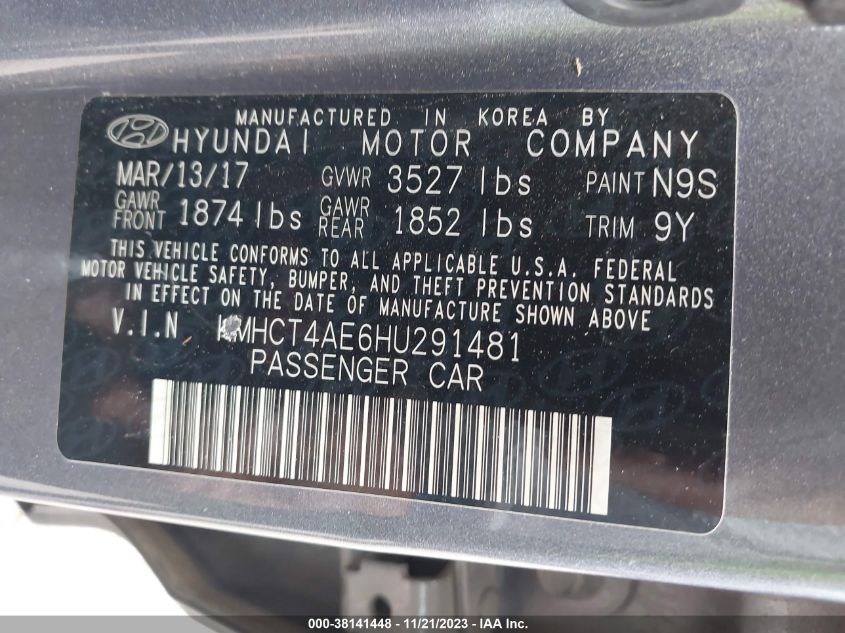 MANUFACTURED IN KOREA BY
HYUNDAI MOTOR COMPANY
MAR/13/17 GVWR 3527 lbs PAINT N9S
GAWR FRONT 1874 lbs GAWR REAR 1852 lbs TRIM 9Y
THIS VEHICLE CONFORMS TO ALL APPLICABLE U.S.A. FEDERAL
MOTOR VEHICLE SAFETY, BUMPER, AND THEFT PREVENTION STANDARDS
IN EFFECT ON THE DATE OF MANUFACTURE SHOWN ABOVE
V.I.N KMHCT4AE6HU291481
PASSENGER CAR
000-38141448 - 11/21/2023 - IAA Inc.